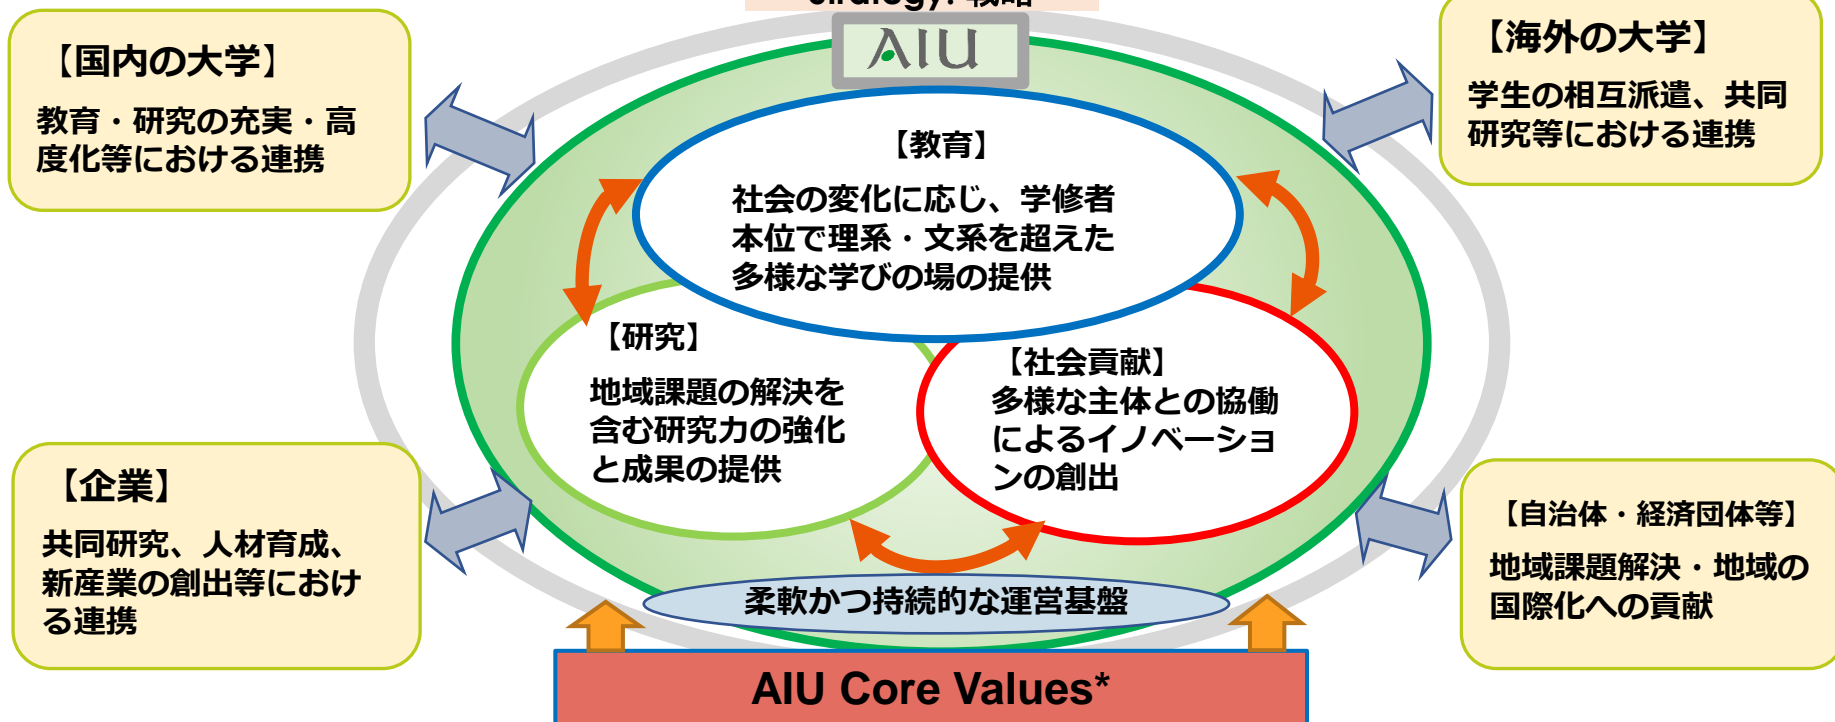 Strategy: 戦略
AIU
【国内の大学】
教育・研究の充実・高
度化等における連携
【海外の大学】
学生の相互派遣、共同
研究等における連携
【教育】
社会の変化に応じ、学修者
本位で理系・文系を超えた
多様な学びの場の提供
【研究】
地域課題の解決を
含む研究力の強化
と成果の提供
【社会貢献】
多様な主体との協働
によるイノベーショ
ンの創出
【企業】
共同研究、人材育成、
新産業の創出等におけ
る連携
【自治体・経済団体等】
地域課題解決・地域の
国際化への貢献
柔軟かつ持続的な運営基盤
AIU Core Values*